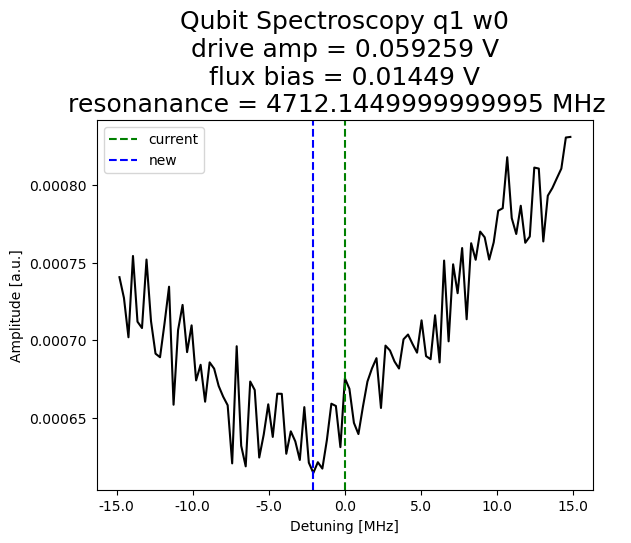 Qubit Spectroscopy q1 w0
drive amp = 0.059259 V
flux bias = 0.01449 V
resonanance = 4712.1449999999995 MHz
current
new
0.00080
0.00075
0.00070
0.00065
Amplitude [a.u.]
-15.0 -10.0 -5.0 0.0 5.0 10.0 15.0
Detuning [MHz]